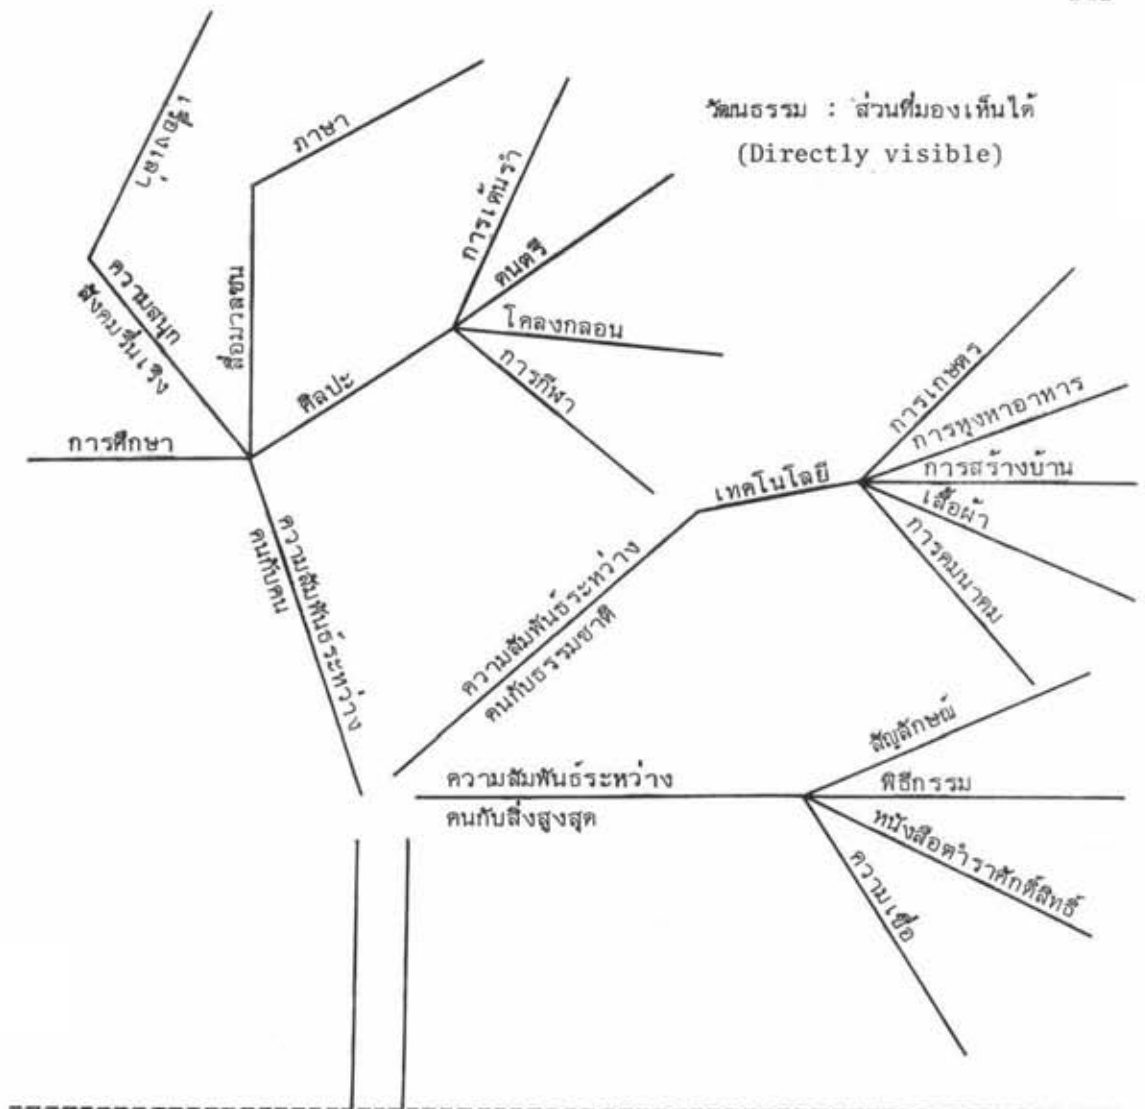 วัฒนธรรม : ส่วนที่มองเห็นได้
(Directly visible)
ภาษา
การเต้นรำ
ดนตรี
โคลงกลอน
การกีฬา
ความสนุก
สังคมรื่นเริง
สื่อมวลชน
ศิลปะ
การศึกษา
ความสัมพันธ์ระหว่าง
คนกับคน
การเกษตร
การหุงหาอาหาร
การสร้างบ้าน
เสื้อผ้า
การคมนาคม
เทคโนโลยี
ความสัมพันธ์ระหว่าง
คนกับธรรมชาติ
สัญลักษณ์
พิธีกรรม
หนังสือตำราศักดิ์สิทธิ์
ความเชื่อ
ความสัมพันธ์ระหว่าง
คนกับสิ่งสูงสุด